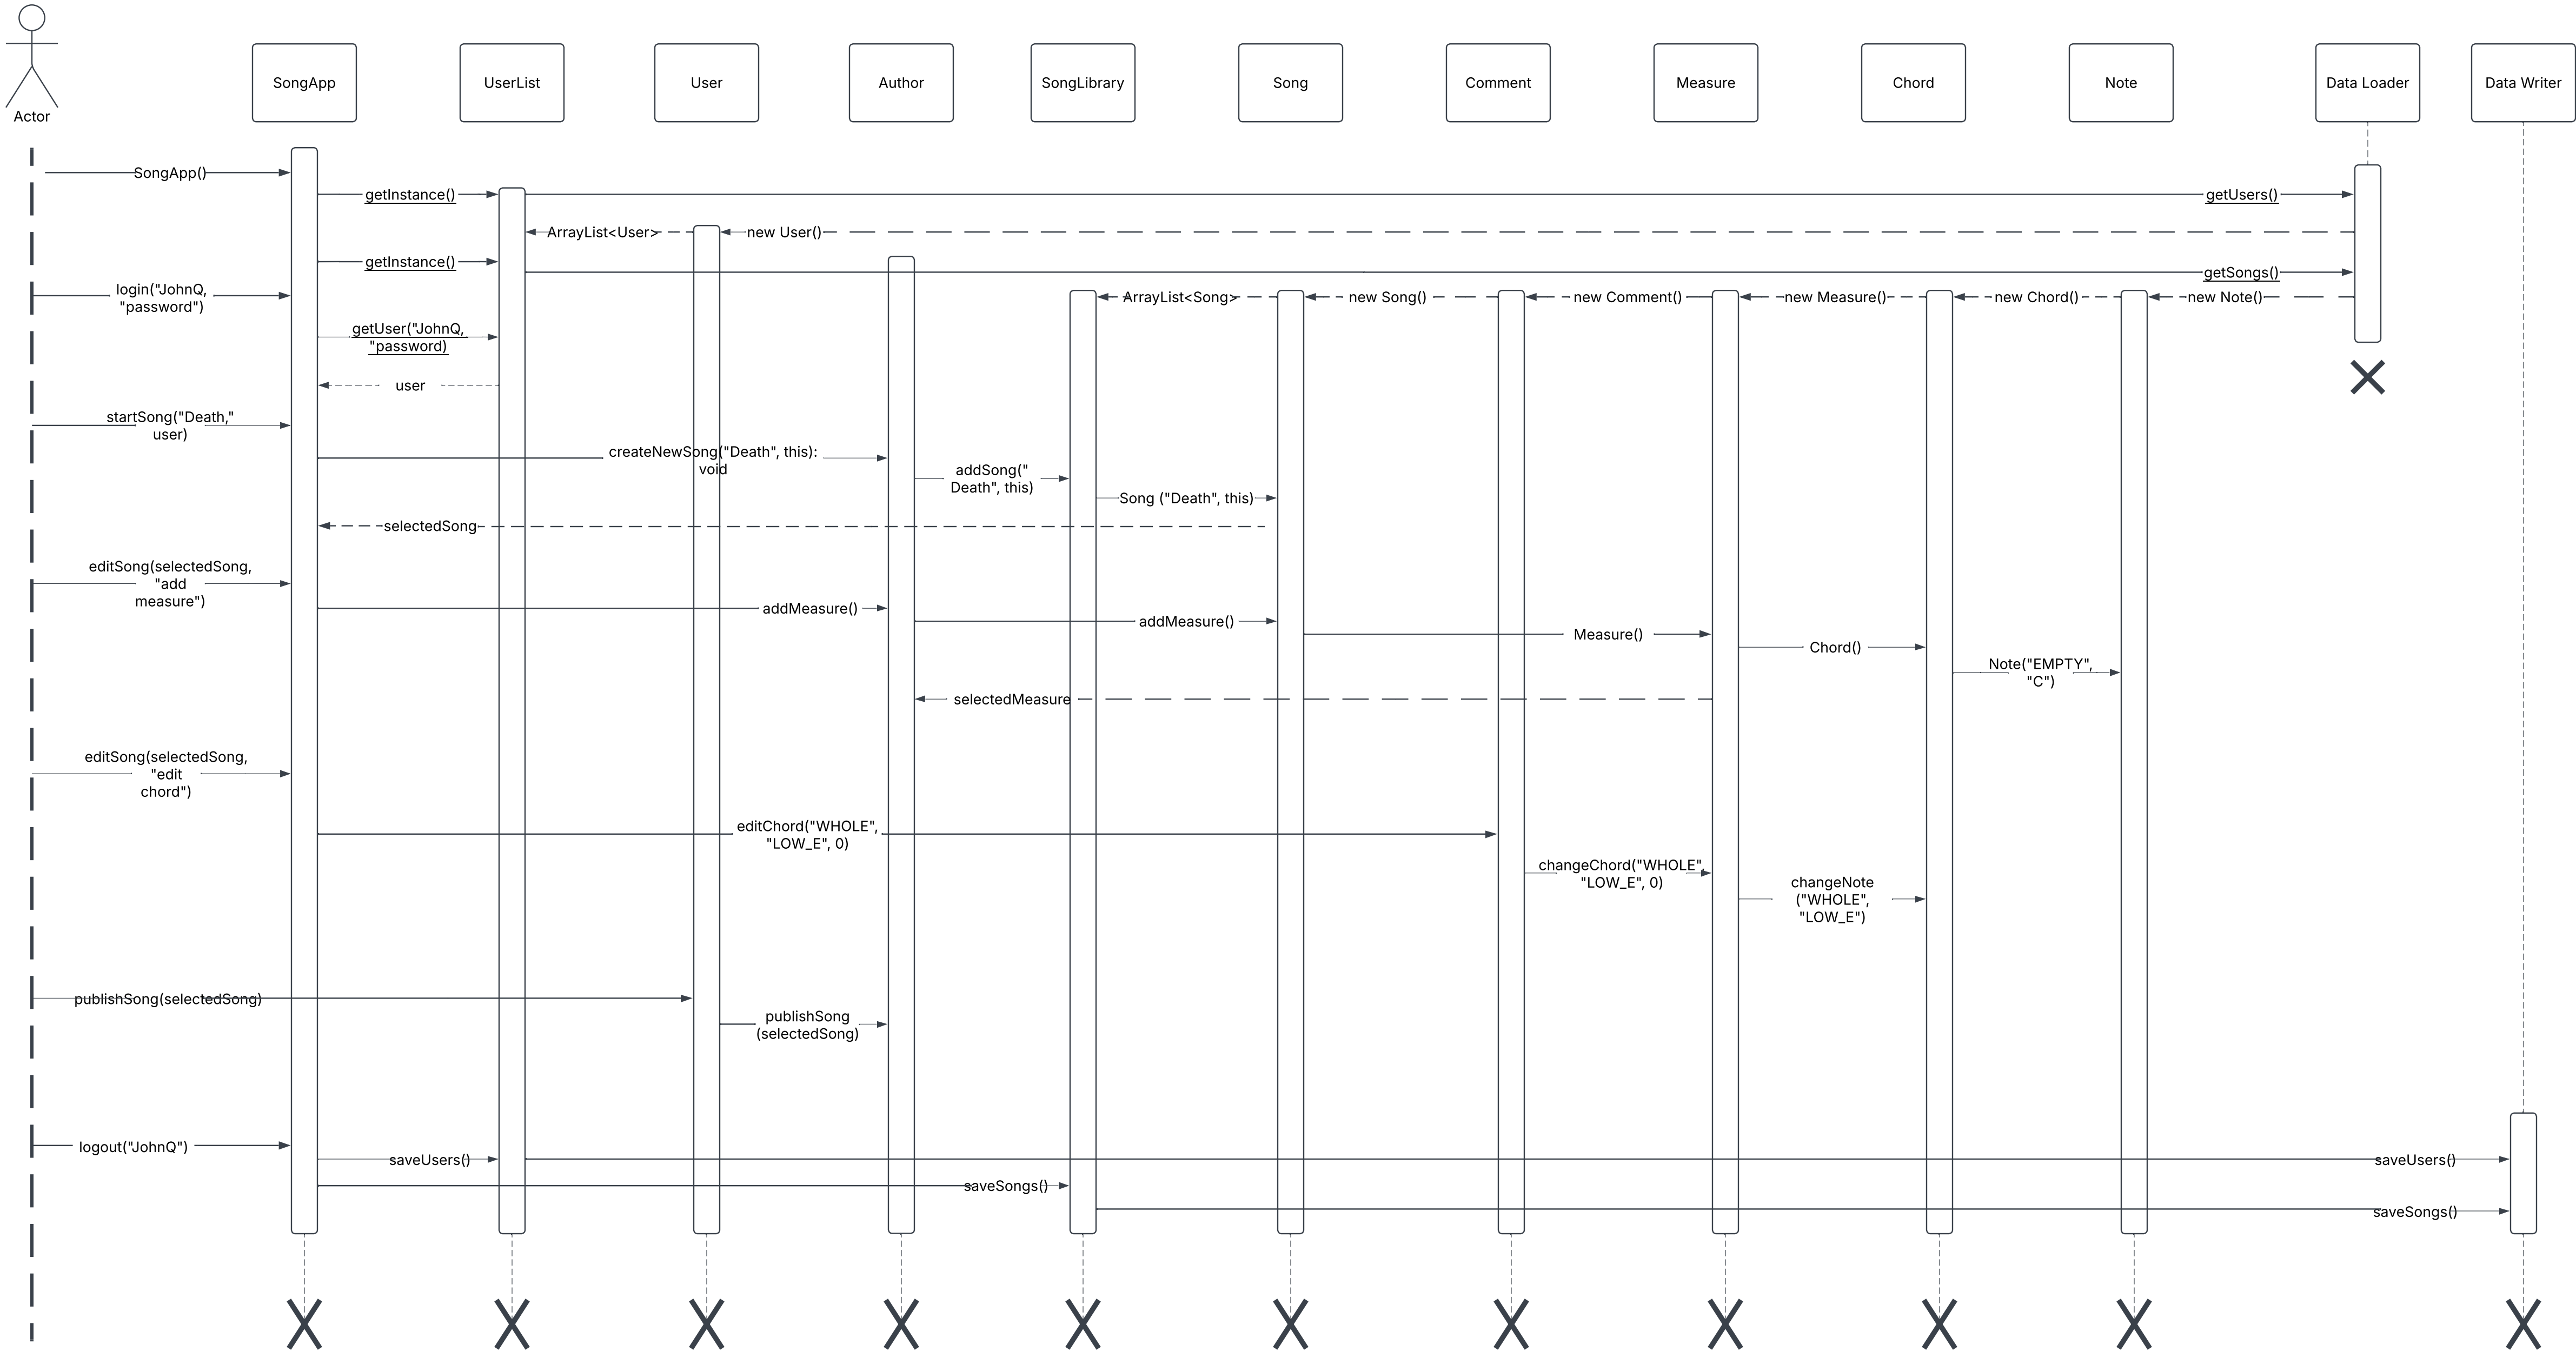 Actor
SongApp
UserList
User
Author
SongLibrary
Song
Comment
Measure
Chord
Note
Data Loader
Data Writer
SongApp()
getInstance()
getUsers()
ArrayList<User>
new User()
getInstance()
getSongs()
login("JohnQ,
"password")
ArrayList<Song>
new Song()
new Comment()
new Measure()
new Chord()
new Note()
getUser("JohnQ,
"password)
user
startSong("Death,"
user)
createNewSong("Death", this):
void
addSong("
Death", this)
Song ("Death", this)
selectedSong
editSong(selectedSong,
"add
measure")
addMeasure()
addMeasure()
Measure()
Chord()
Note("EMPTY",
"C")
selectedMeasure
editSong(selectedSong,
"edit
chord")
editChord("WHOLE",
"LOW_E", 0)
changeChord("WHOLE",
"LOW_E", 0)
changeNote
("WHOLE",
"LOW_E")
publishSong(selectedSong)
publishSong
(selectedSong)
logout("JohnQ")
saveUsers()
saveUsers()
saveSongs()
saveSongs()